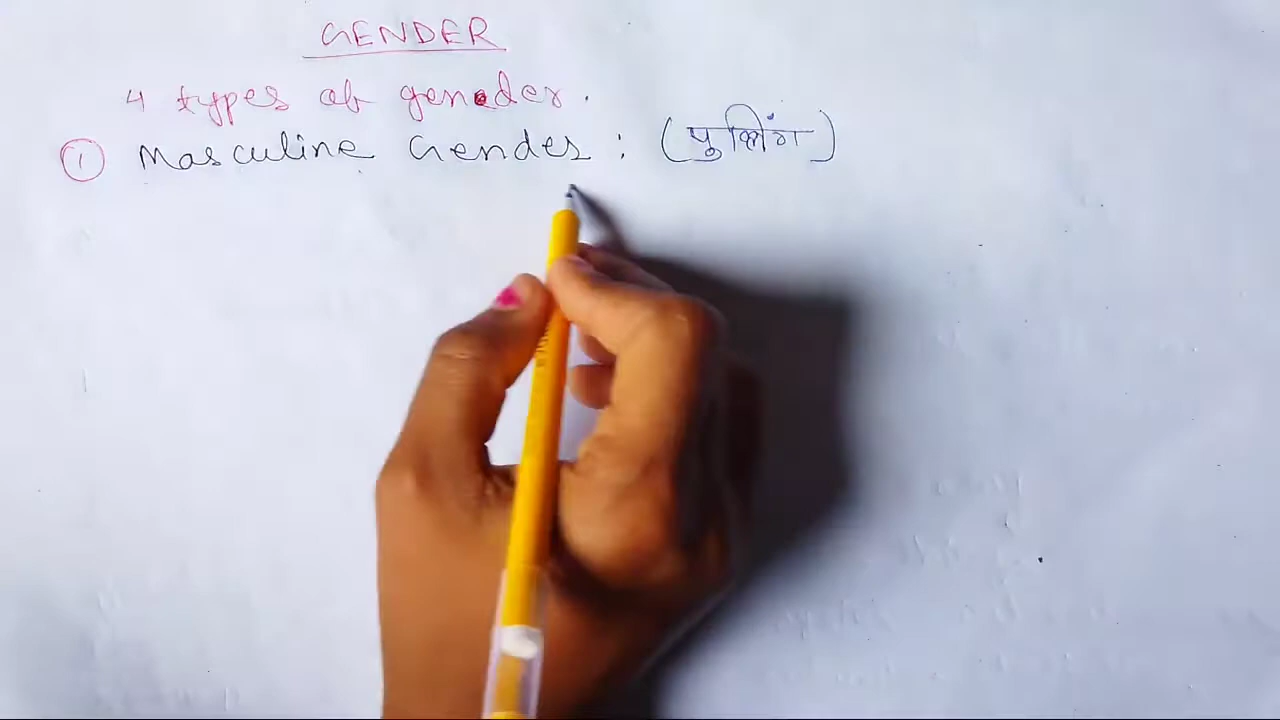 GENDER
4 types of gender.
① Masculine Gender : (पुलिंग)